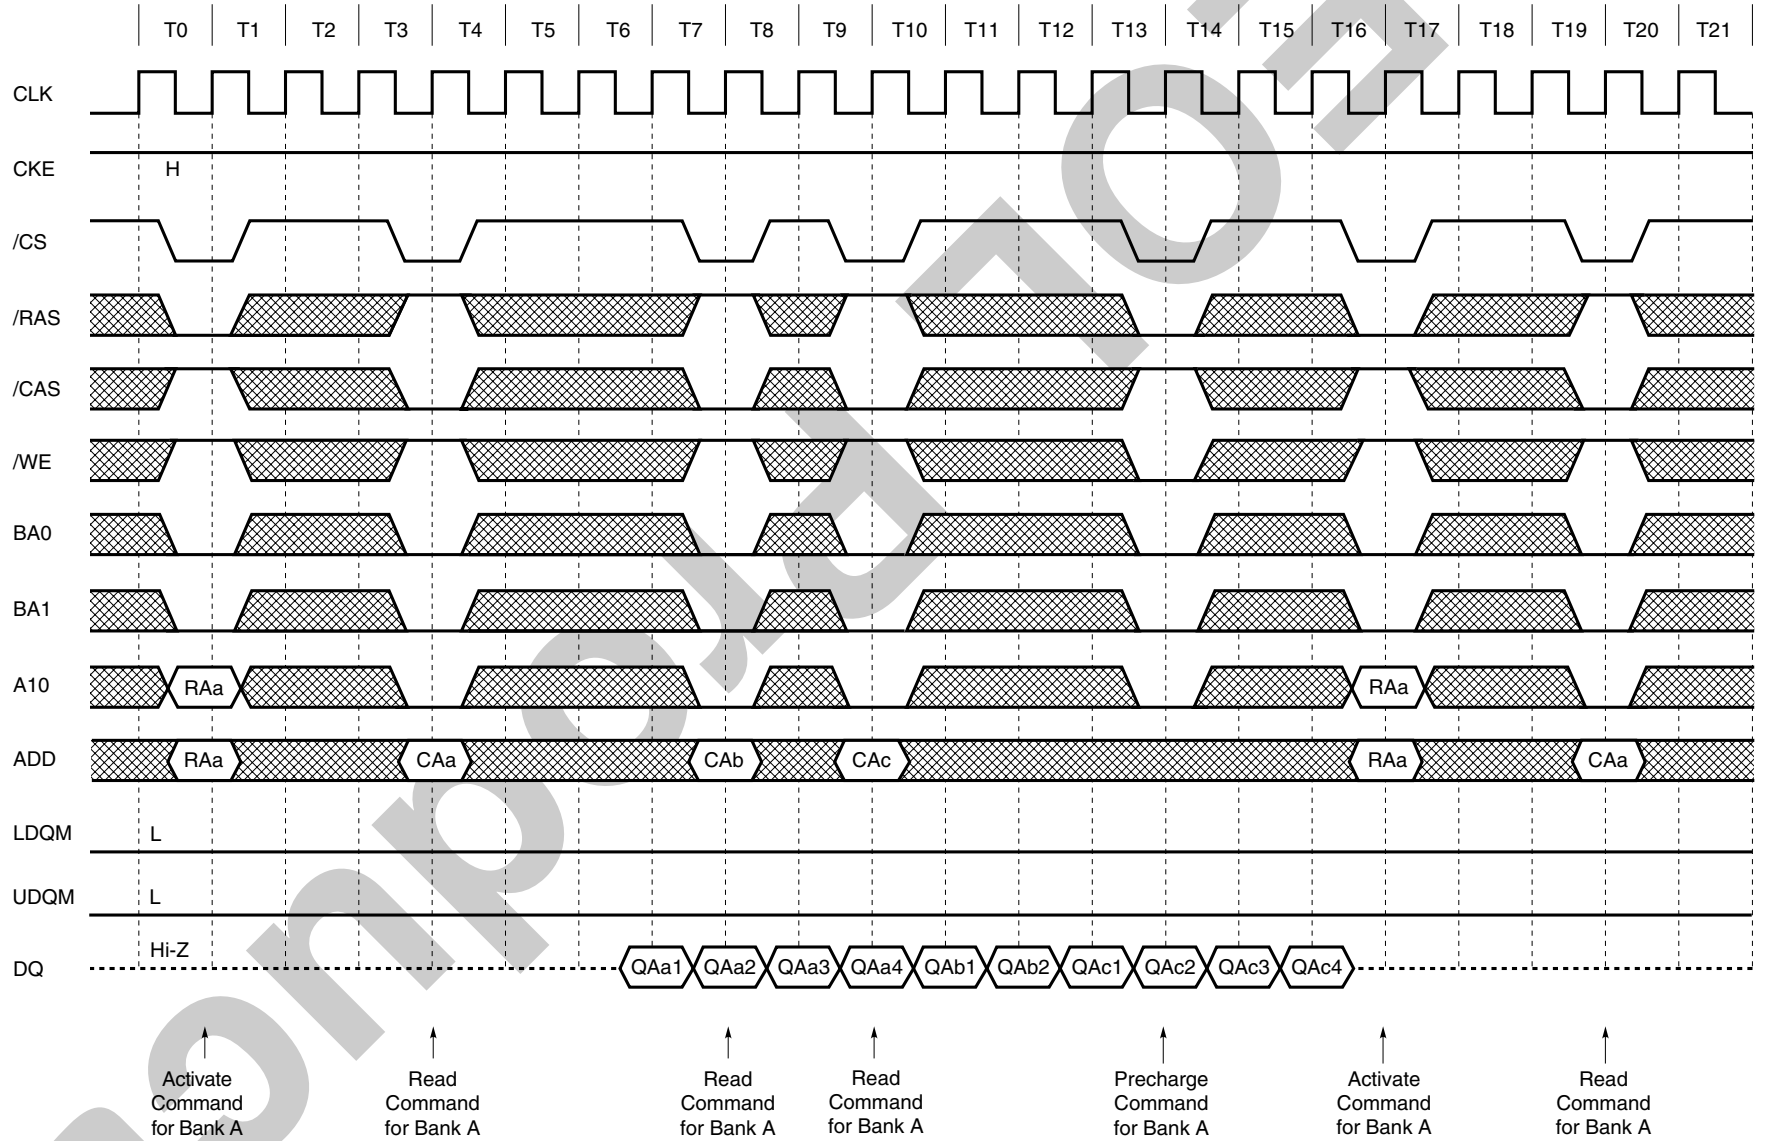 T0 T1 T2 T3 T4 T5 T6 T7 T8 T9 T10 T11 T12 T13 T14 T15 T16 T17 T18 T19 T20 T21
CLK
CKE H
/CS
/RAS
/CAS
/WE
BA0
BA1
A10 RAa RAa
ADD RAa CAa CAb CAc RAa CAa
LDQM L
UDQM L
DQ Hi-Z QAa1 QAa2 QAa3 QAa4 QAb1 QAb2 QAc1 QAc2 QAc3 QAc4
Activate
Command
for Bank A
Read
Command
for Bank A
Read
Command
for Bank A
Read
Command
for Bank A
Precharge
Command
for Bank A
Activate
Command
for Bank A
Read
Command
for Bank A
EOL Produc